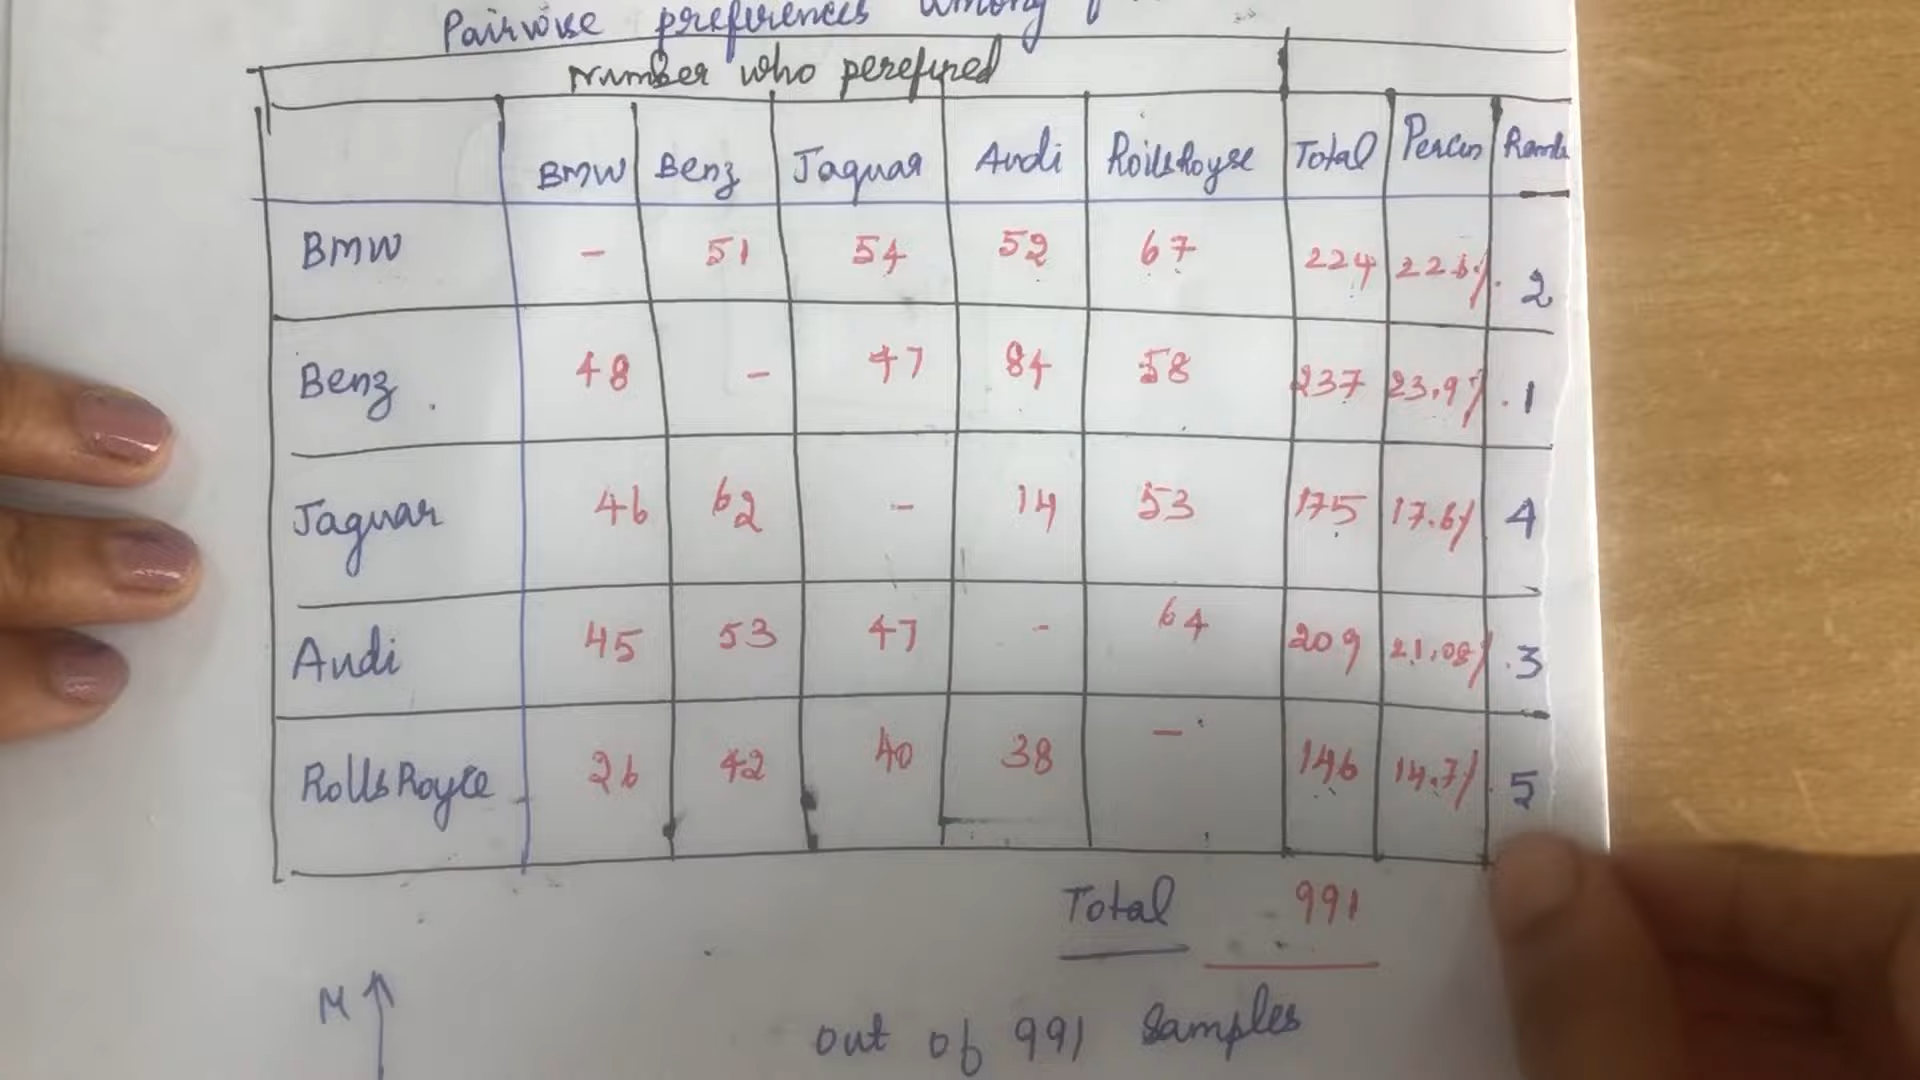 Pairwise preferences among
Number who perefired
BMW Benz Jaguar Audi RoilsRoyse Total Percen Rank
BMW - 51 54 52 67 224 22.6%. 2
Benz 48 - 47 84 58 237 23.9%. 1
Jaguar 46 62 - 14 53 175 17.6% 4
Audi 45 53 47 - 64 209 21.08%. 3
RollsRoyce 26 42 40 38 - 146 14.7%. 5
Total 991
M
out of 991 Samples